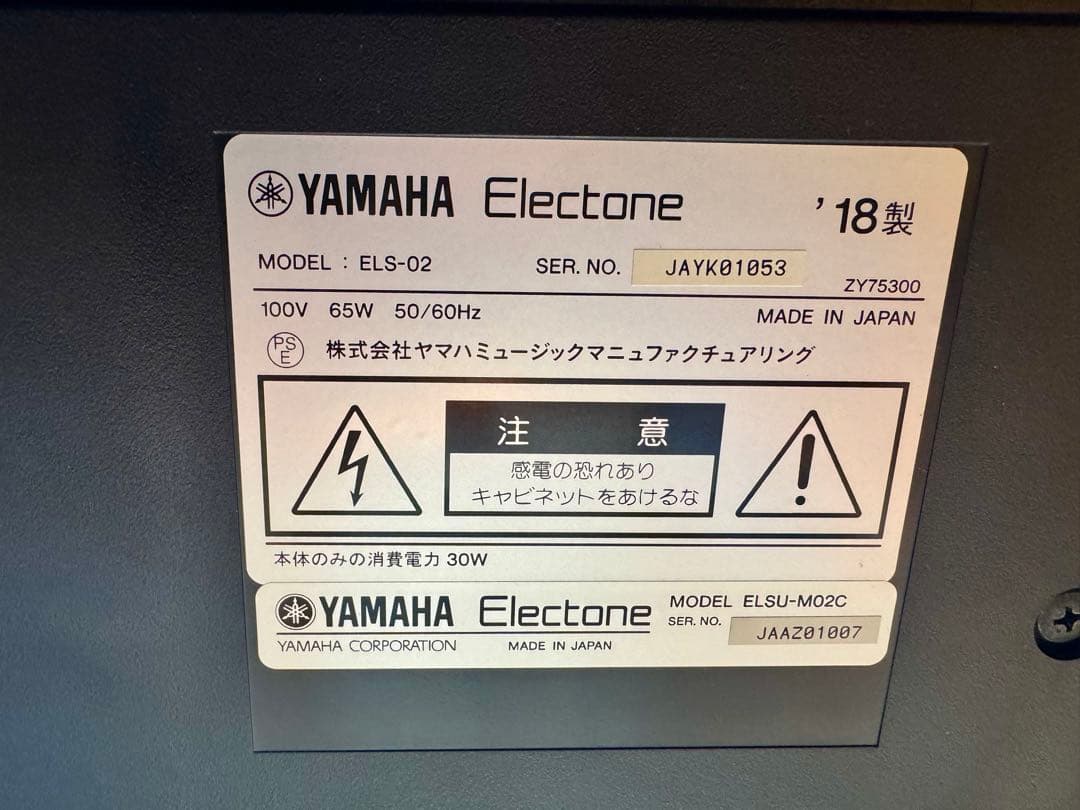 YAMAHA Electone '18製
MODEL : ELS-02 SER. NO. JAYK01053 ZY75300
100V 65W 50/60Hz MADE IN JAPAN
PSE 株式会社ヤマハミュージックマニュファクチュアリング
注 意
感電の恐れあり
キャビネットをあけるな
本体のみの消費電力 30W
YAMAHA Electone MODEL ELSU-M02C
SER. NO. JAAZ01007
YAMAHA CORPORATION MADE IN JAPAN